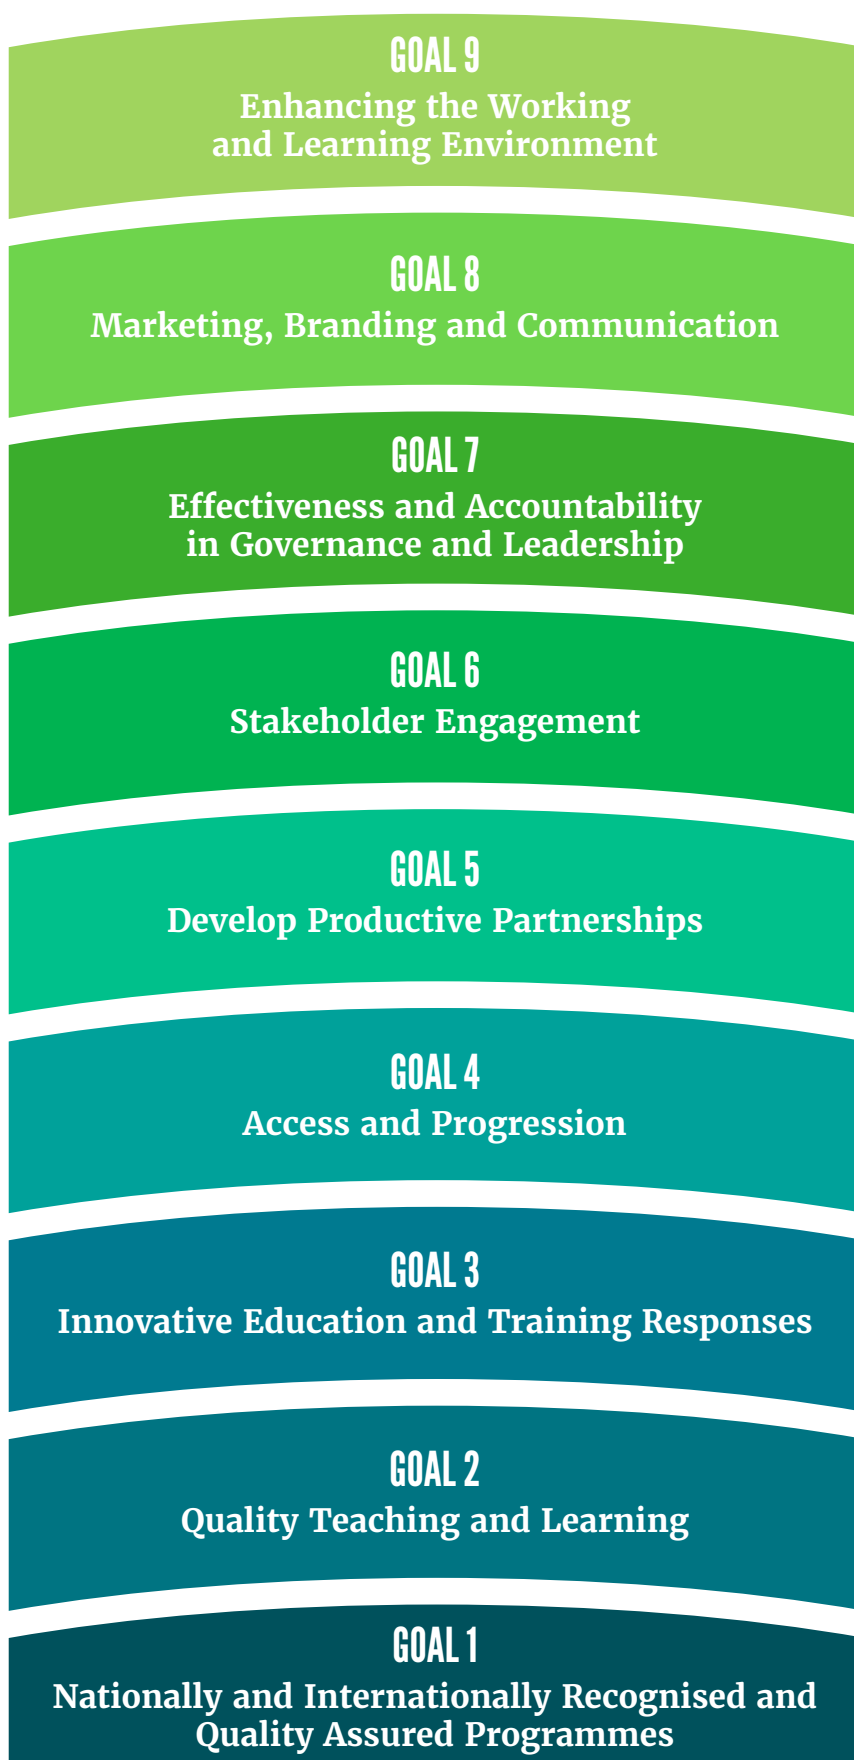 GOAL 9
Enhancing the Working
and Learning Environment
GOAL 8
Marketing, Branding and Communication
GOAL 7
Effectiveness and Accountability
in Governance and Leadership
GOAL 6
Stakeholder Engagement
GOAL 5
Develop Productive Partnerships
GOAL 4
Access and Progression
GOAL 3
Innovative Education and Training Responses
GOAL 2
Quality Teaching and Learning
GOAL 1
Nationally and Internationally Recognised and
Quality Assured Programmes